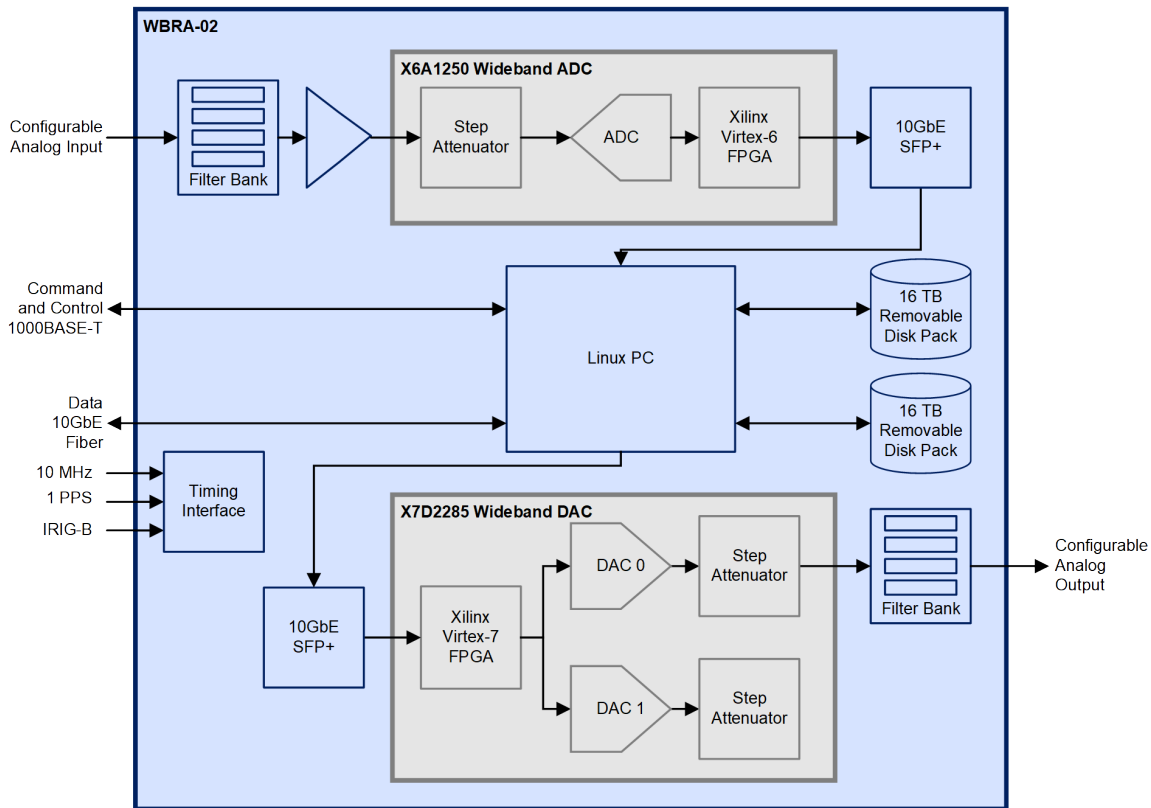 WBRA-02
X6A1250 Wideband ADC
Configurable
Analog Input
Filter Bank
Step
Attenuator
ADC
Xilinx
Virtex-6
FPGA
10GbE
SFP+
Command
and Control
1000BASE-T
Linux PC
16 TB
Removable
Disk Pack
Data
10GbE
Fiber
16 TB
Removable
Disk Pack
10 MHz
1 PPS
IRIG-B
Timing
Interface
X7D2285 Wideband DAC
10GbE
SFP+
Xilinx
Virtex-7
FPGA
DAC 0
Step
Attenuator
Filter Bank
Configurable
Analog
Output
DAC 1
Step
Attenuator